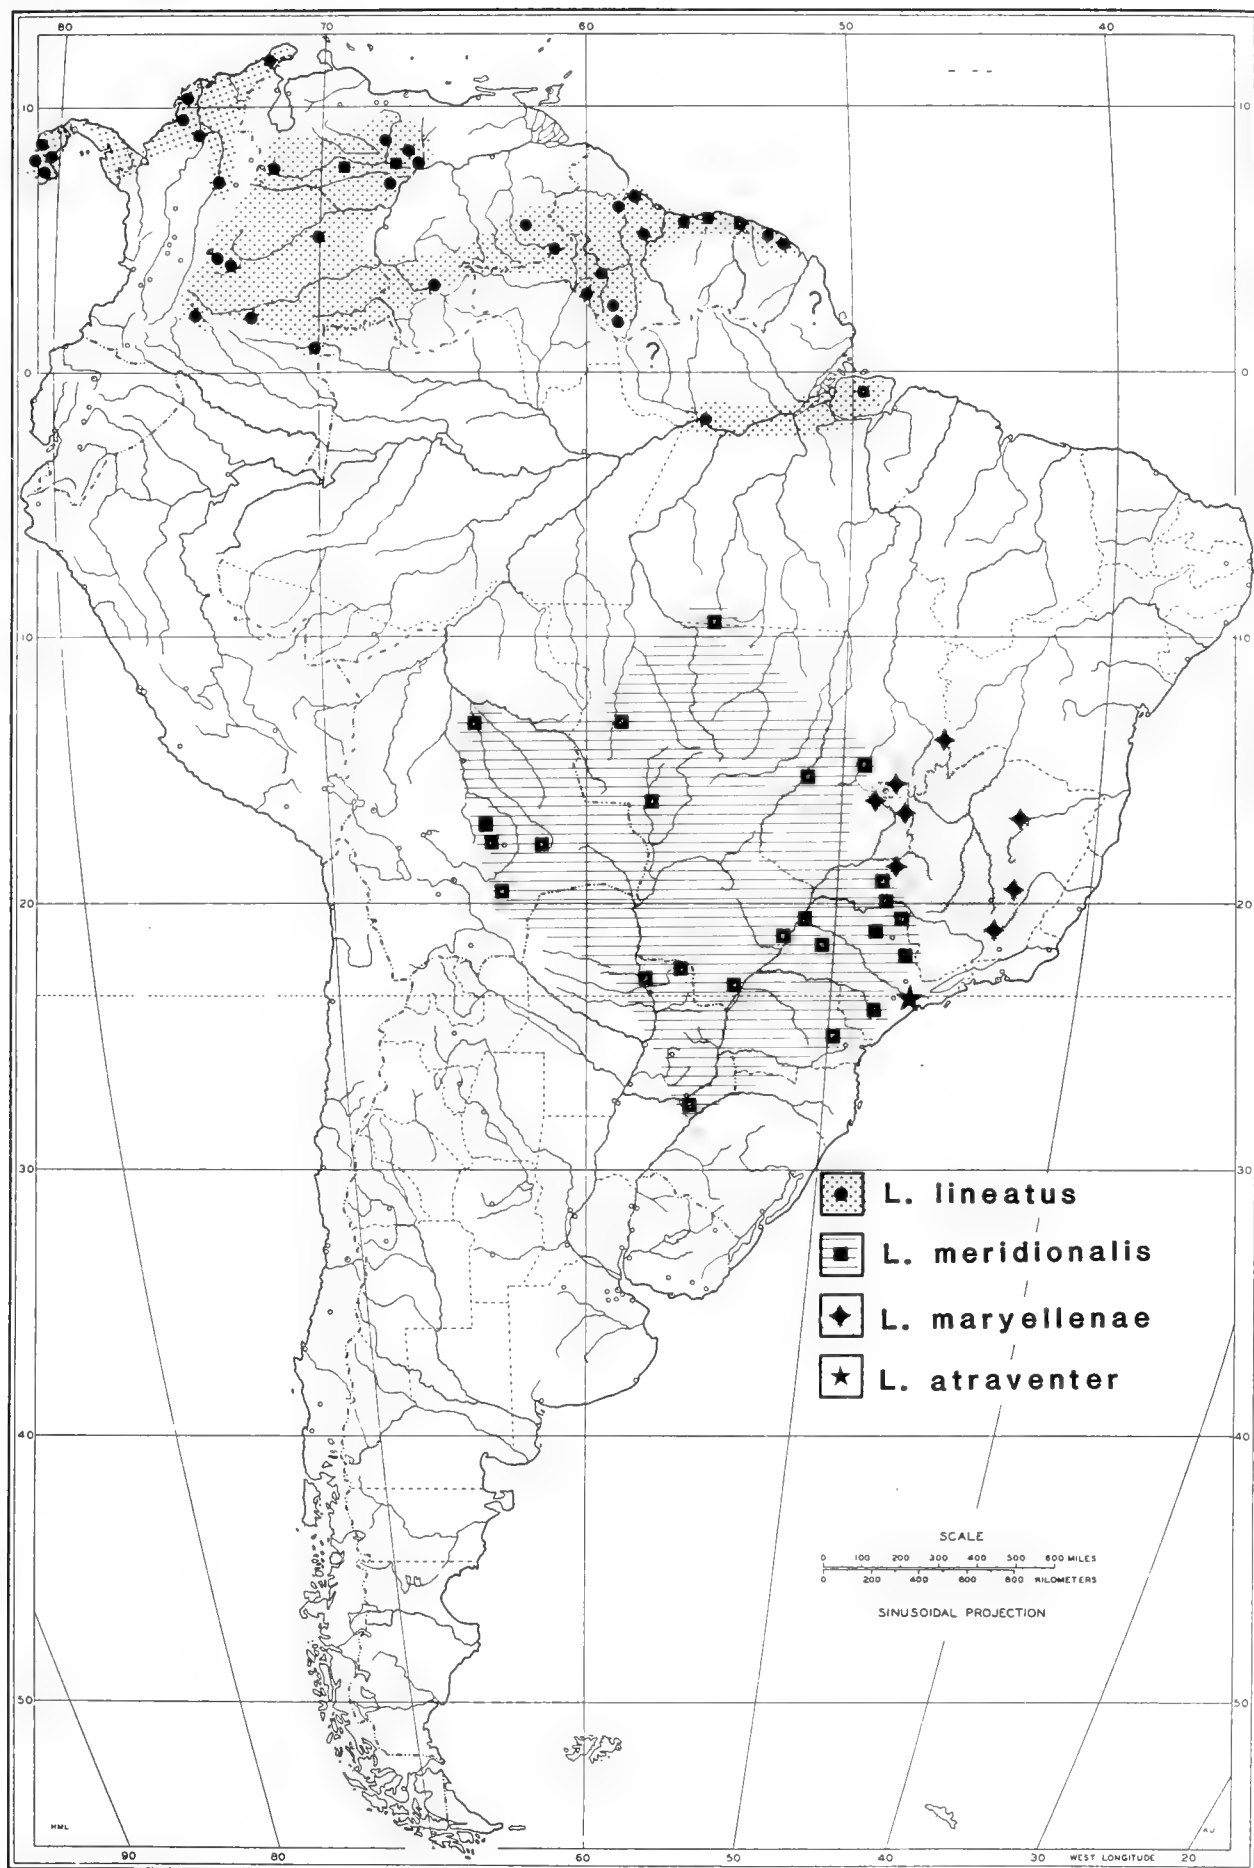 80 70 60 50 40
10 10
?
?
0 0
10 10
20 20
30 30
L. lineatus
L. meridionalis
L. maryellenae
L. atraventer
40 40
SCALE
0 100 200 300 400 500 600 MILES
0 200 400 600 800 KILOMETERS
SINUSOIDAL PROJECTION
50 50
HML
90 80 70 60 50 40 30 WEST LONGITUDE 20